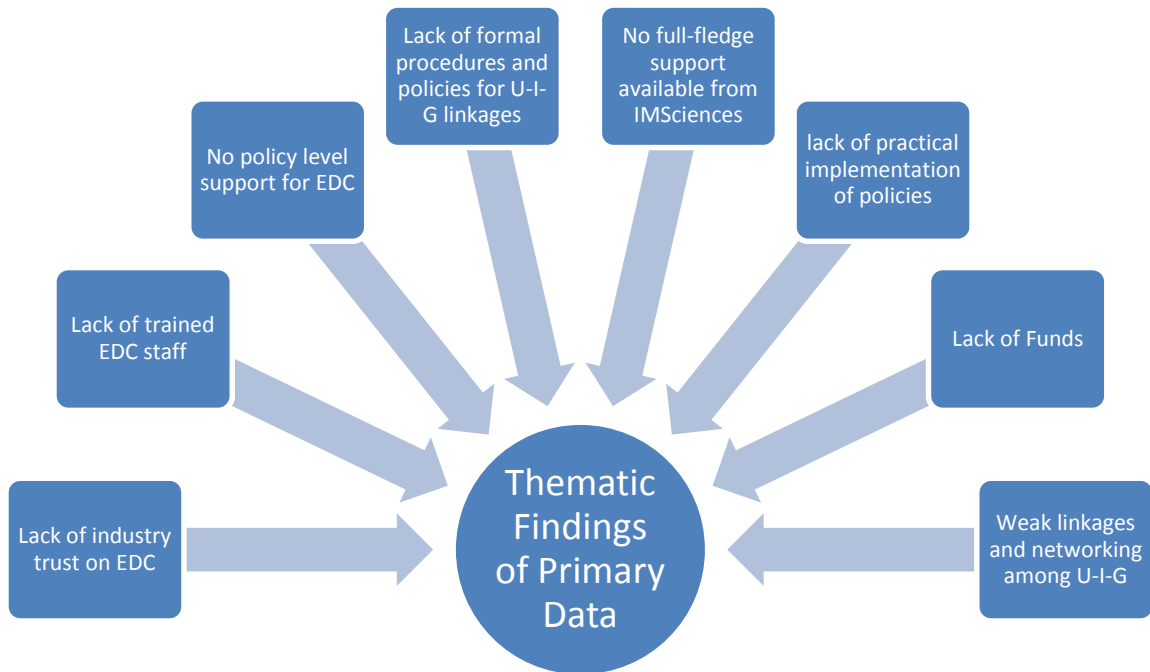 Lack of industry
trust on EDC
Lack of trained
EDC staff
No policy level
support for EDC
Lack of formal
procedures and
policies for U-I-
G linkages
No full-fledge
support
available from
IMSciences
lack of practical
implementation
of policies
Lack of Funds
Weak linkages
and networking
among U-I-G
Thematic
Findings
of Primary
Data